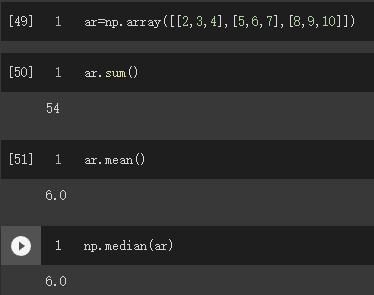 [49] 1 ar=np.array([[2,3,4],[5,6,7],[8,9,10]])
[50] 1 ar.sum()
54
[51] 1 ar.mean()
6.0
1 np.median(ar)
6.0